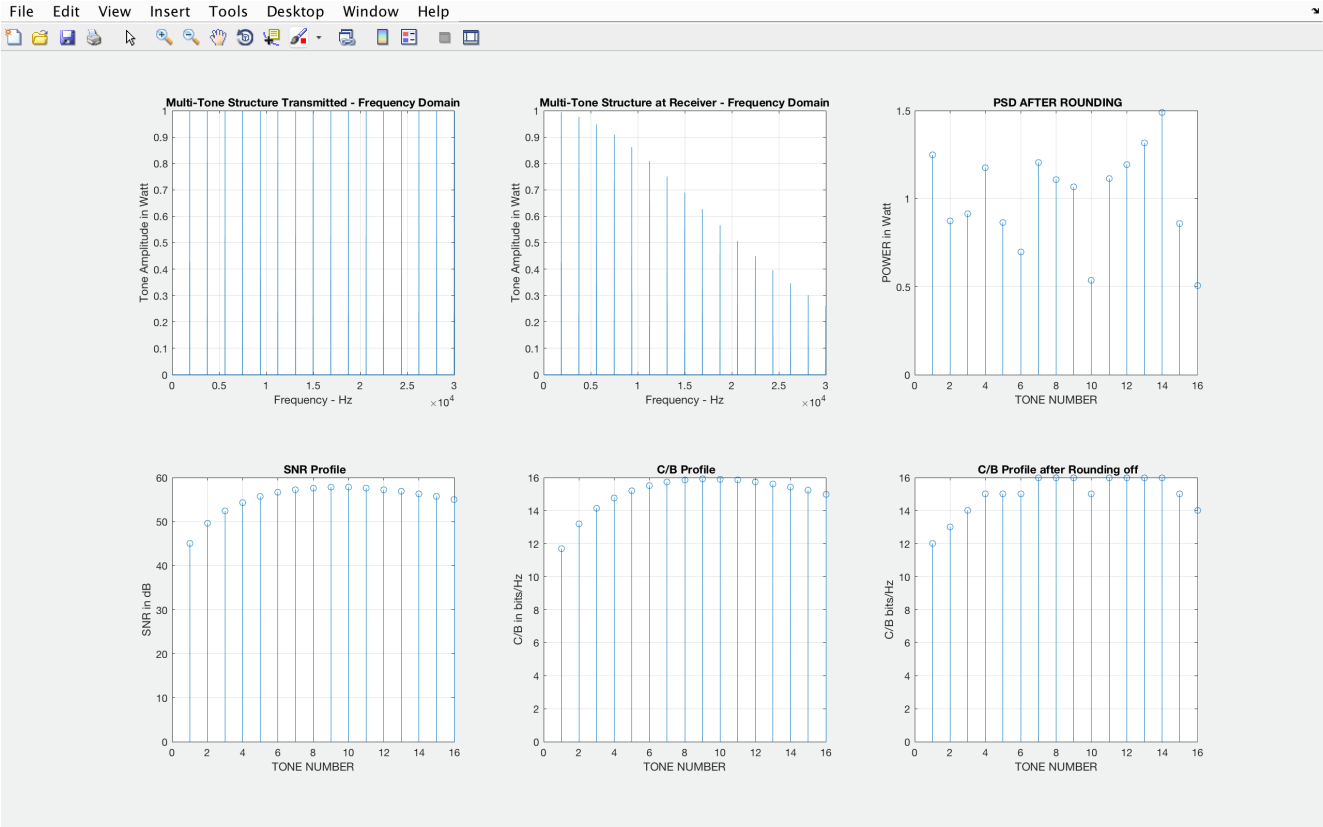 File Edit View Insert Tools Desktop Window Help
Multi-Tone Structure Transmitted - Frequency Domain
1
0.9
0.8
0.7
0.6
0.5
0.4
0.3
0.2
0.1
0
Tone Amplitude in Watt
0 0.5 1 1.5 2 2.5 3
Frequency - Hz
×10^4
Multi-Tone Structure at Receiver - Frequency Domain
1
0.9
0.8
0.7
0.6
0.5
0.4
0.3
0.2
0.1
0
Tone Amplitude in Watt
0 0.5 1 1.5 2 2.5 3
Frequency - Hz
×10^4
PSD AFTER ROUNDING
1.5
1
0.5
0
POWER in Watt
0 2 4 6 8 10 12 14 16
TONE NUMBER
SNR Profile
60
50
40
30
20
10
0
SNR in dB
0 2 4 6 8 10 12 14 16
TONE NUMBER
C/B Profile
16
14
12
10
8
6
4
2
0
C/B in bits/Hz
0 2 4 6 8 10 12 14 16
TONE NUMBER
C/B Profile after Rounding off
16
14
12
10
8
6
4
2
0
C/B bits/Hz
0 2 4 6 8 10 12 14 16
TONE NUMBER